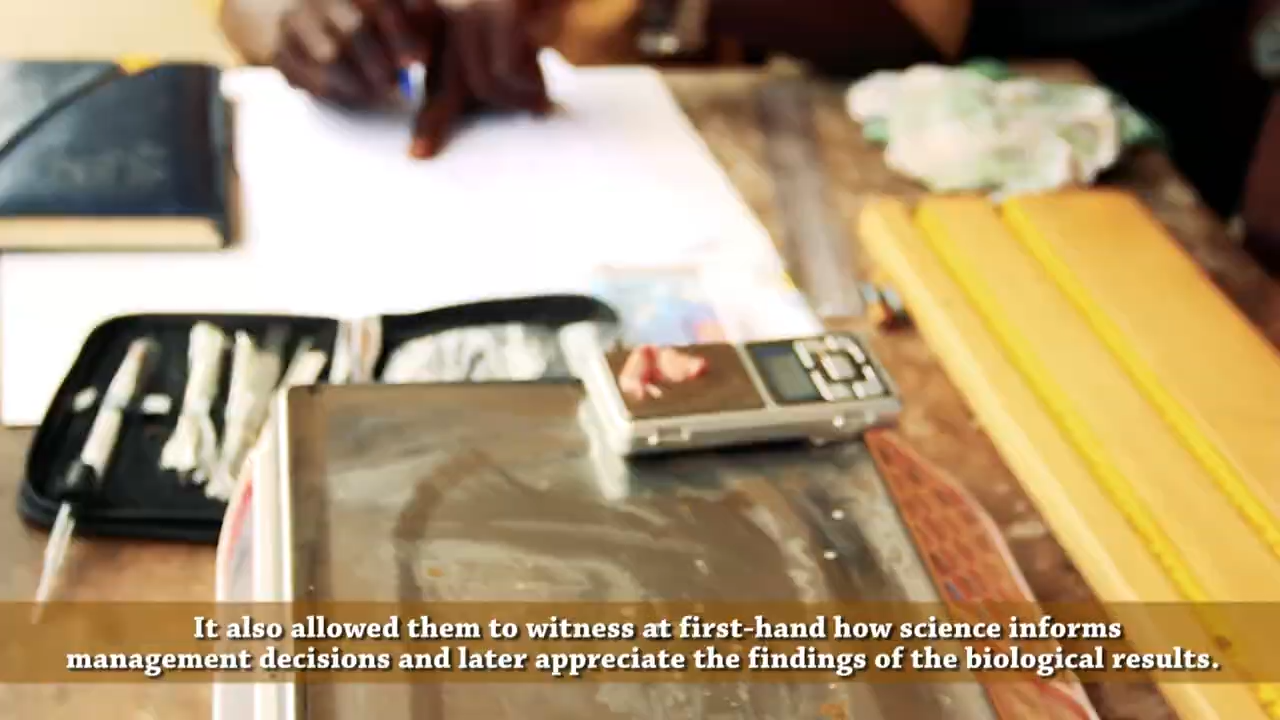 It also allowed them to witness at first-hand how science informs
management decisions and later appreciate the findings of the biological results.